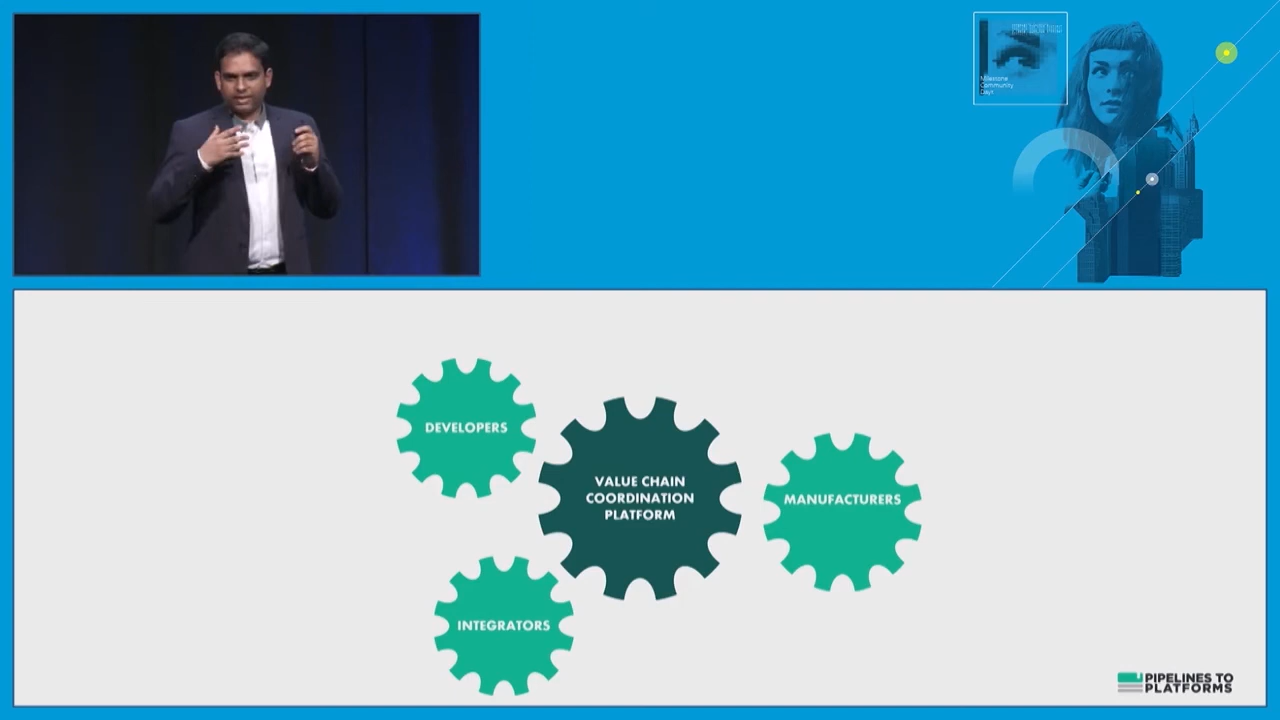 Milestone
Community
Days
DEVELOPERS
VALUE CHAIN
COORDINATION
PLATFORM
MANUFACTURERS
INTEGRATORS
PIPELINES TO
PLATFORMS